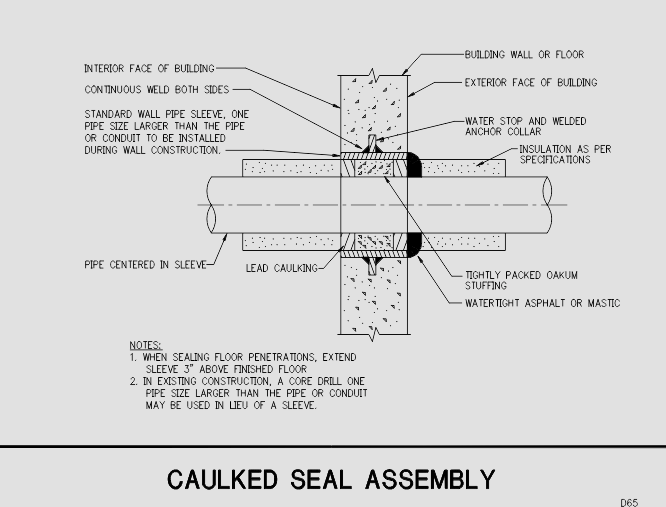 INTERIOR FACE OF BUILDING
CONTINUOUS WELD BOTH SIDES
STANDARD WALL PIPE SLEEVE, ONE
PIPE SIZE LARGER THAN THE PIPE
OR CONDUIT TO BE INSTALLED
DURING WALL CONSTRUCTION.
BUILDING WALL OR FLOOR
EXTERIOR FACE OF BUILDING
WATER STOP AND WELDED
ANCHOR COLLAR
INSULATION AS PER
SPECIFICATIONS
PIPE CENTERED IN SLEEVE
LEAD CAULKING
TIGHTLY PACKED OAKUM
STUFFING
WATERTIGHT ASPHALT OR MASTIC
NOTES:
1. WHEN SEALING FLOOR PENETRATIONS, EXTEND
SLEEVE 3" ABOVE FINISHED FLOOR
2. IN EXISTING CONSTRUCTION, A CORE DRILL ONE
PIPE SIZE LARGER THAN THE PIPE OR CONDUIT
MAY BE USED IN LIEU OF A SLEEVE.
CAULKED SEAL ASSEMBLY
D65